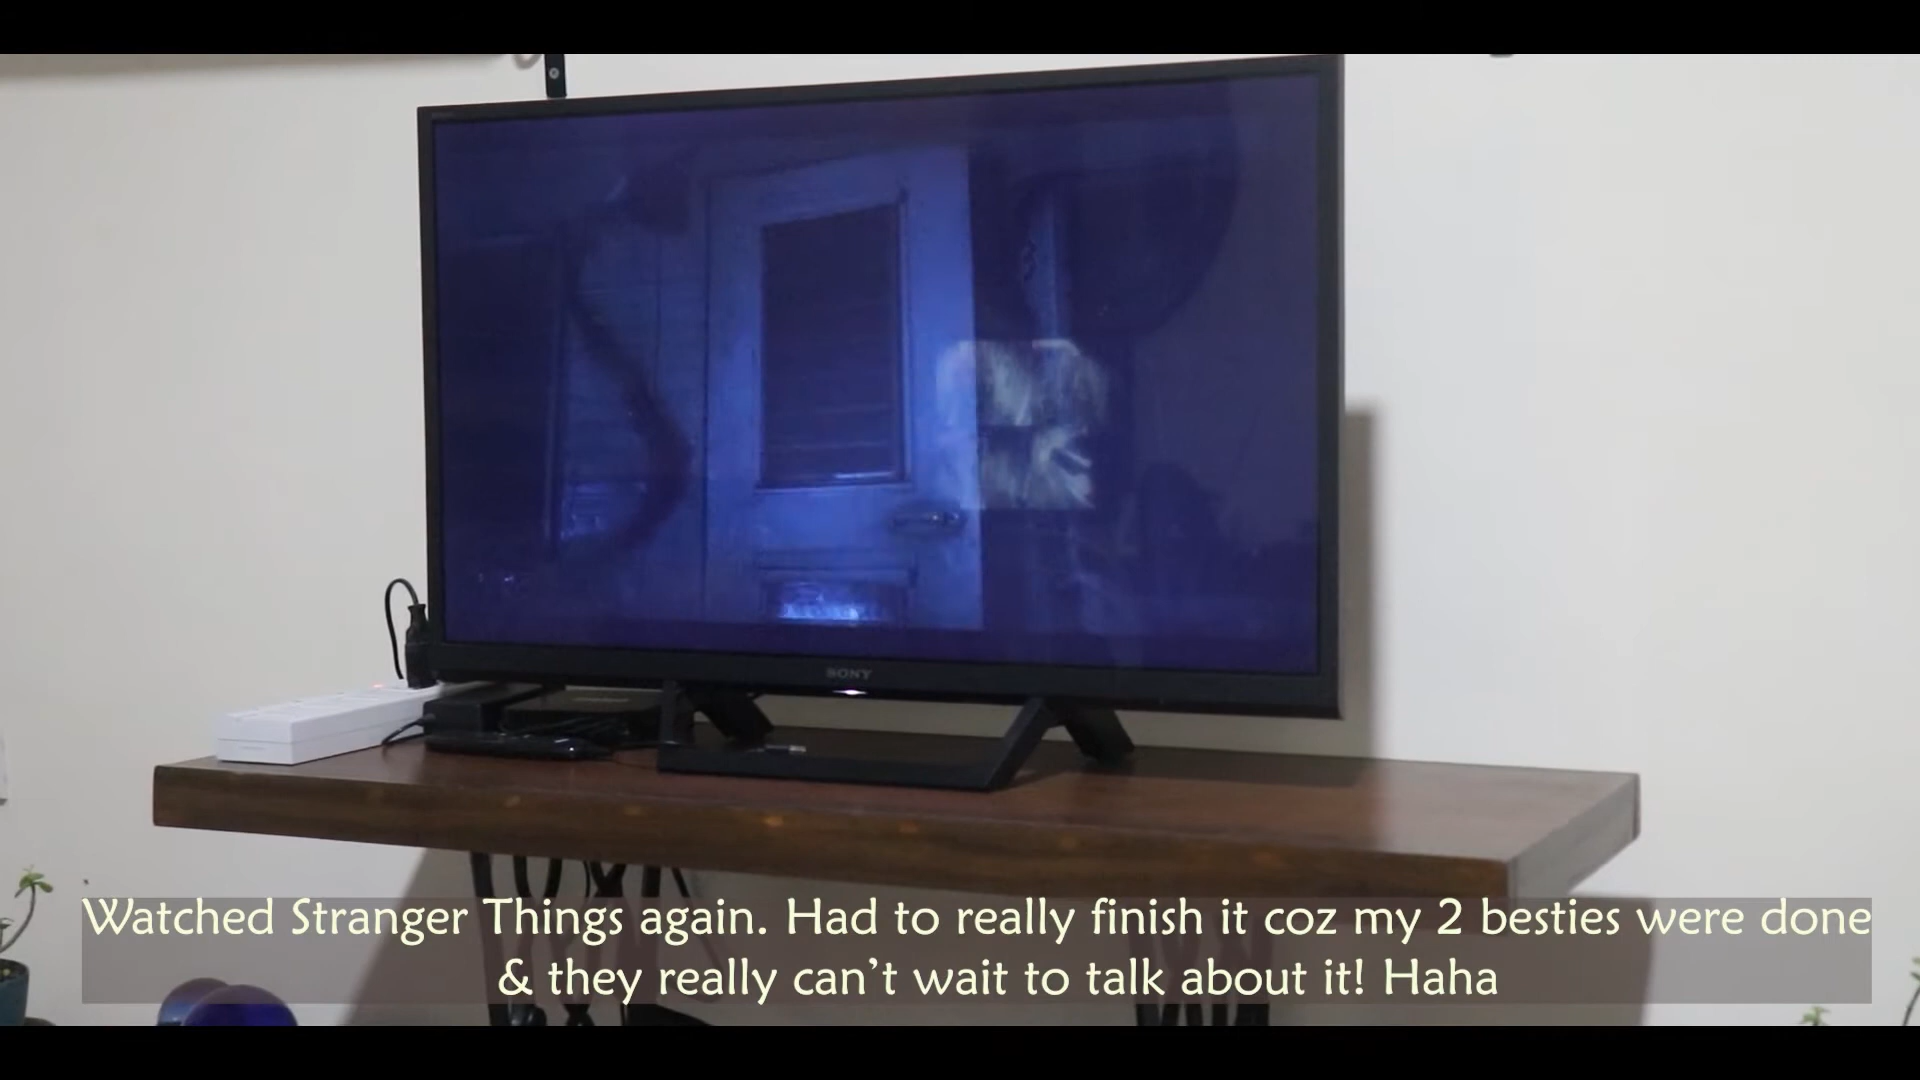 SONY
Watched Stranger Things again. Had to really finish it coz my 2 besties were done
& they really can't wait to talk about it! Haha